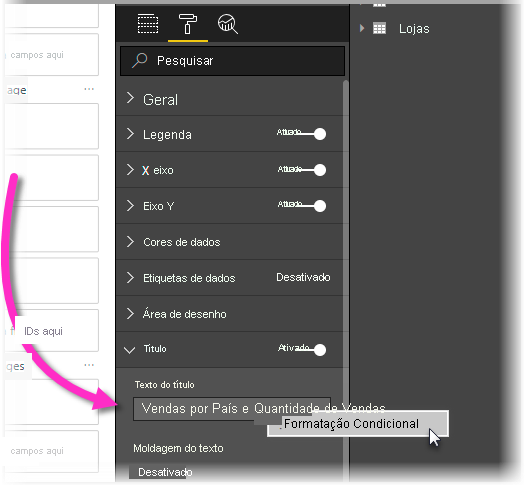 Lojas
campos aqui
Pesquisar
age ...
Geral
Legenda Ativado
X eixo Ativado
Eixo Y Ativado
Cores de dados
Etiquetas de dados Desativado
Área de desenho
IDs aqui
Título Ativado
ges ...
Texto do título
Vendas por País e Quantidade de Vendas
Formatação Condicional
Moldagem do texto
campos aqui
Desativado